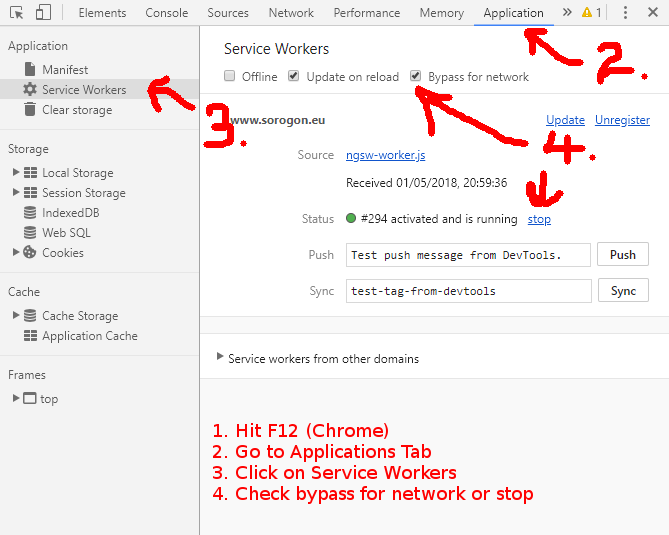 Elements Console Sources Network Performance Memory Application » 1
Application
Manifest
Service Workers
Clear storage
Storage
Local Storage
Session Storage
IndexedDB
Web SQL
Cookies
Cache
Cache Storage
Application Cache
Frames
top
Service Workers
Offline Update on reload Bypass for network
www.sorogon.eu Update Unregister
Source ngsw-worker.js
Received 01/05/2018, 20:59:36
Status #294 activated and is running stop
Push Test push message from DevTools. Push
Sync test-tag-from-devtools Sync
Service workers from other domains
2.
3.
4.
1. Hit F12 (Chrome)
2. Go to Applications Tab
3. Click on Service Workers
4. Check bypass for network or stop